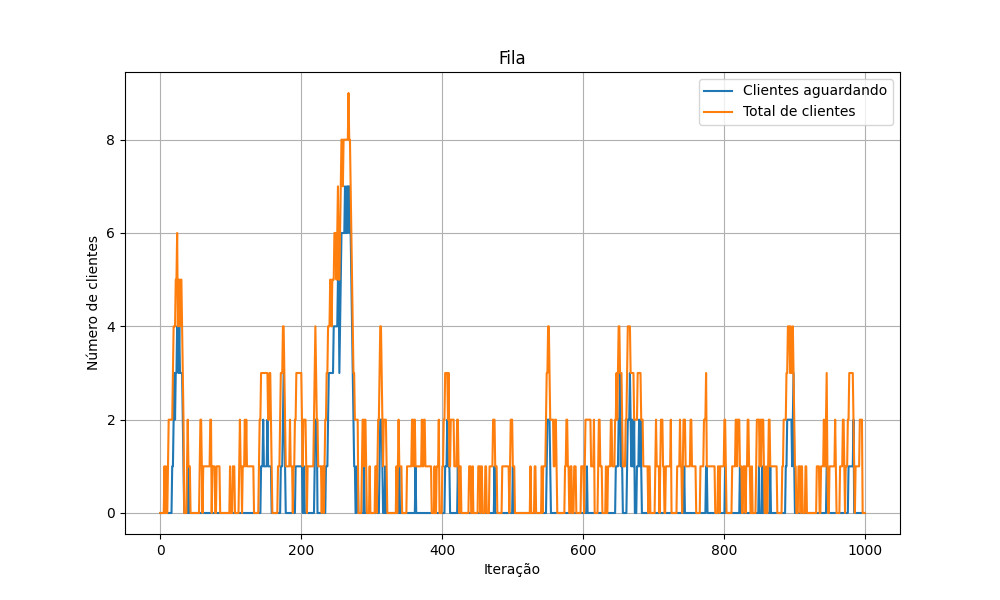 Fila
Clientes aguardando
Total de clientes
Número de clientes
8
6
4
2
0
0 200 400 600 800 1000
Iteração